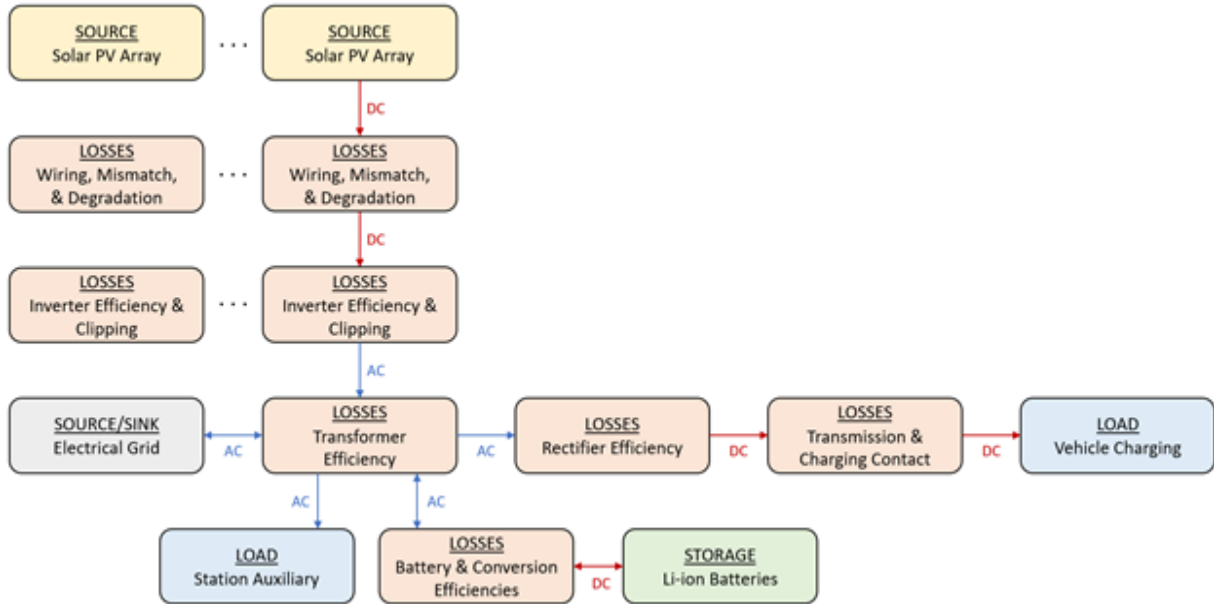 SOURCE
Solar PV Array
. . .
SOURCE
Solar PV Array
DC
LOSSES
Wiring, Mismatch,
& Degradation
. . .
LOSSES
Wiring, Mismatch,
& Degradation
DC
LOSSES
Inverter Efficiency &
Clipping
. . .
LOSSES
Inverter Efficiency &
Clipping
AC
SOURCE/SINK
Electrical Grid
AC
LOSSES
Transformer
Efficiency
AC
LOSSES
Rectifier Efficiency
DC
LOSSES
Transmission &
Charging Contact
DC
LOAD
Vehicle Charging
AC
AC
LOAD
Station Auxiliary
LOSSES
Battery & Conversion
Efficiencies
DC
STORAGE
Li-ion Batteries